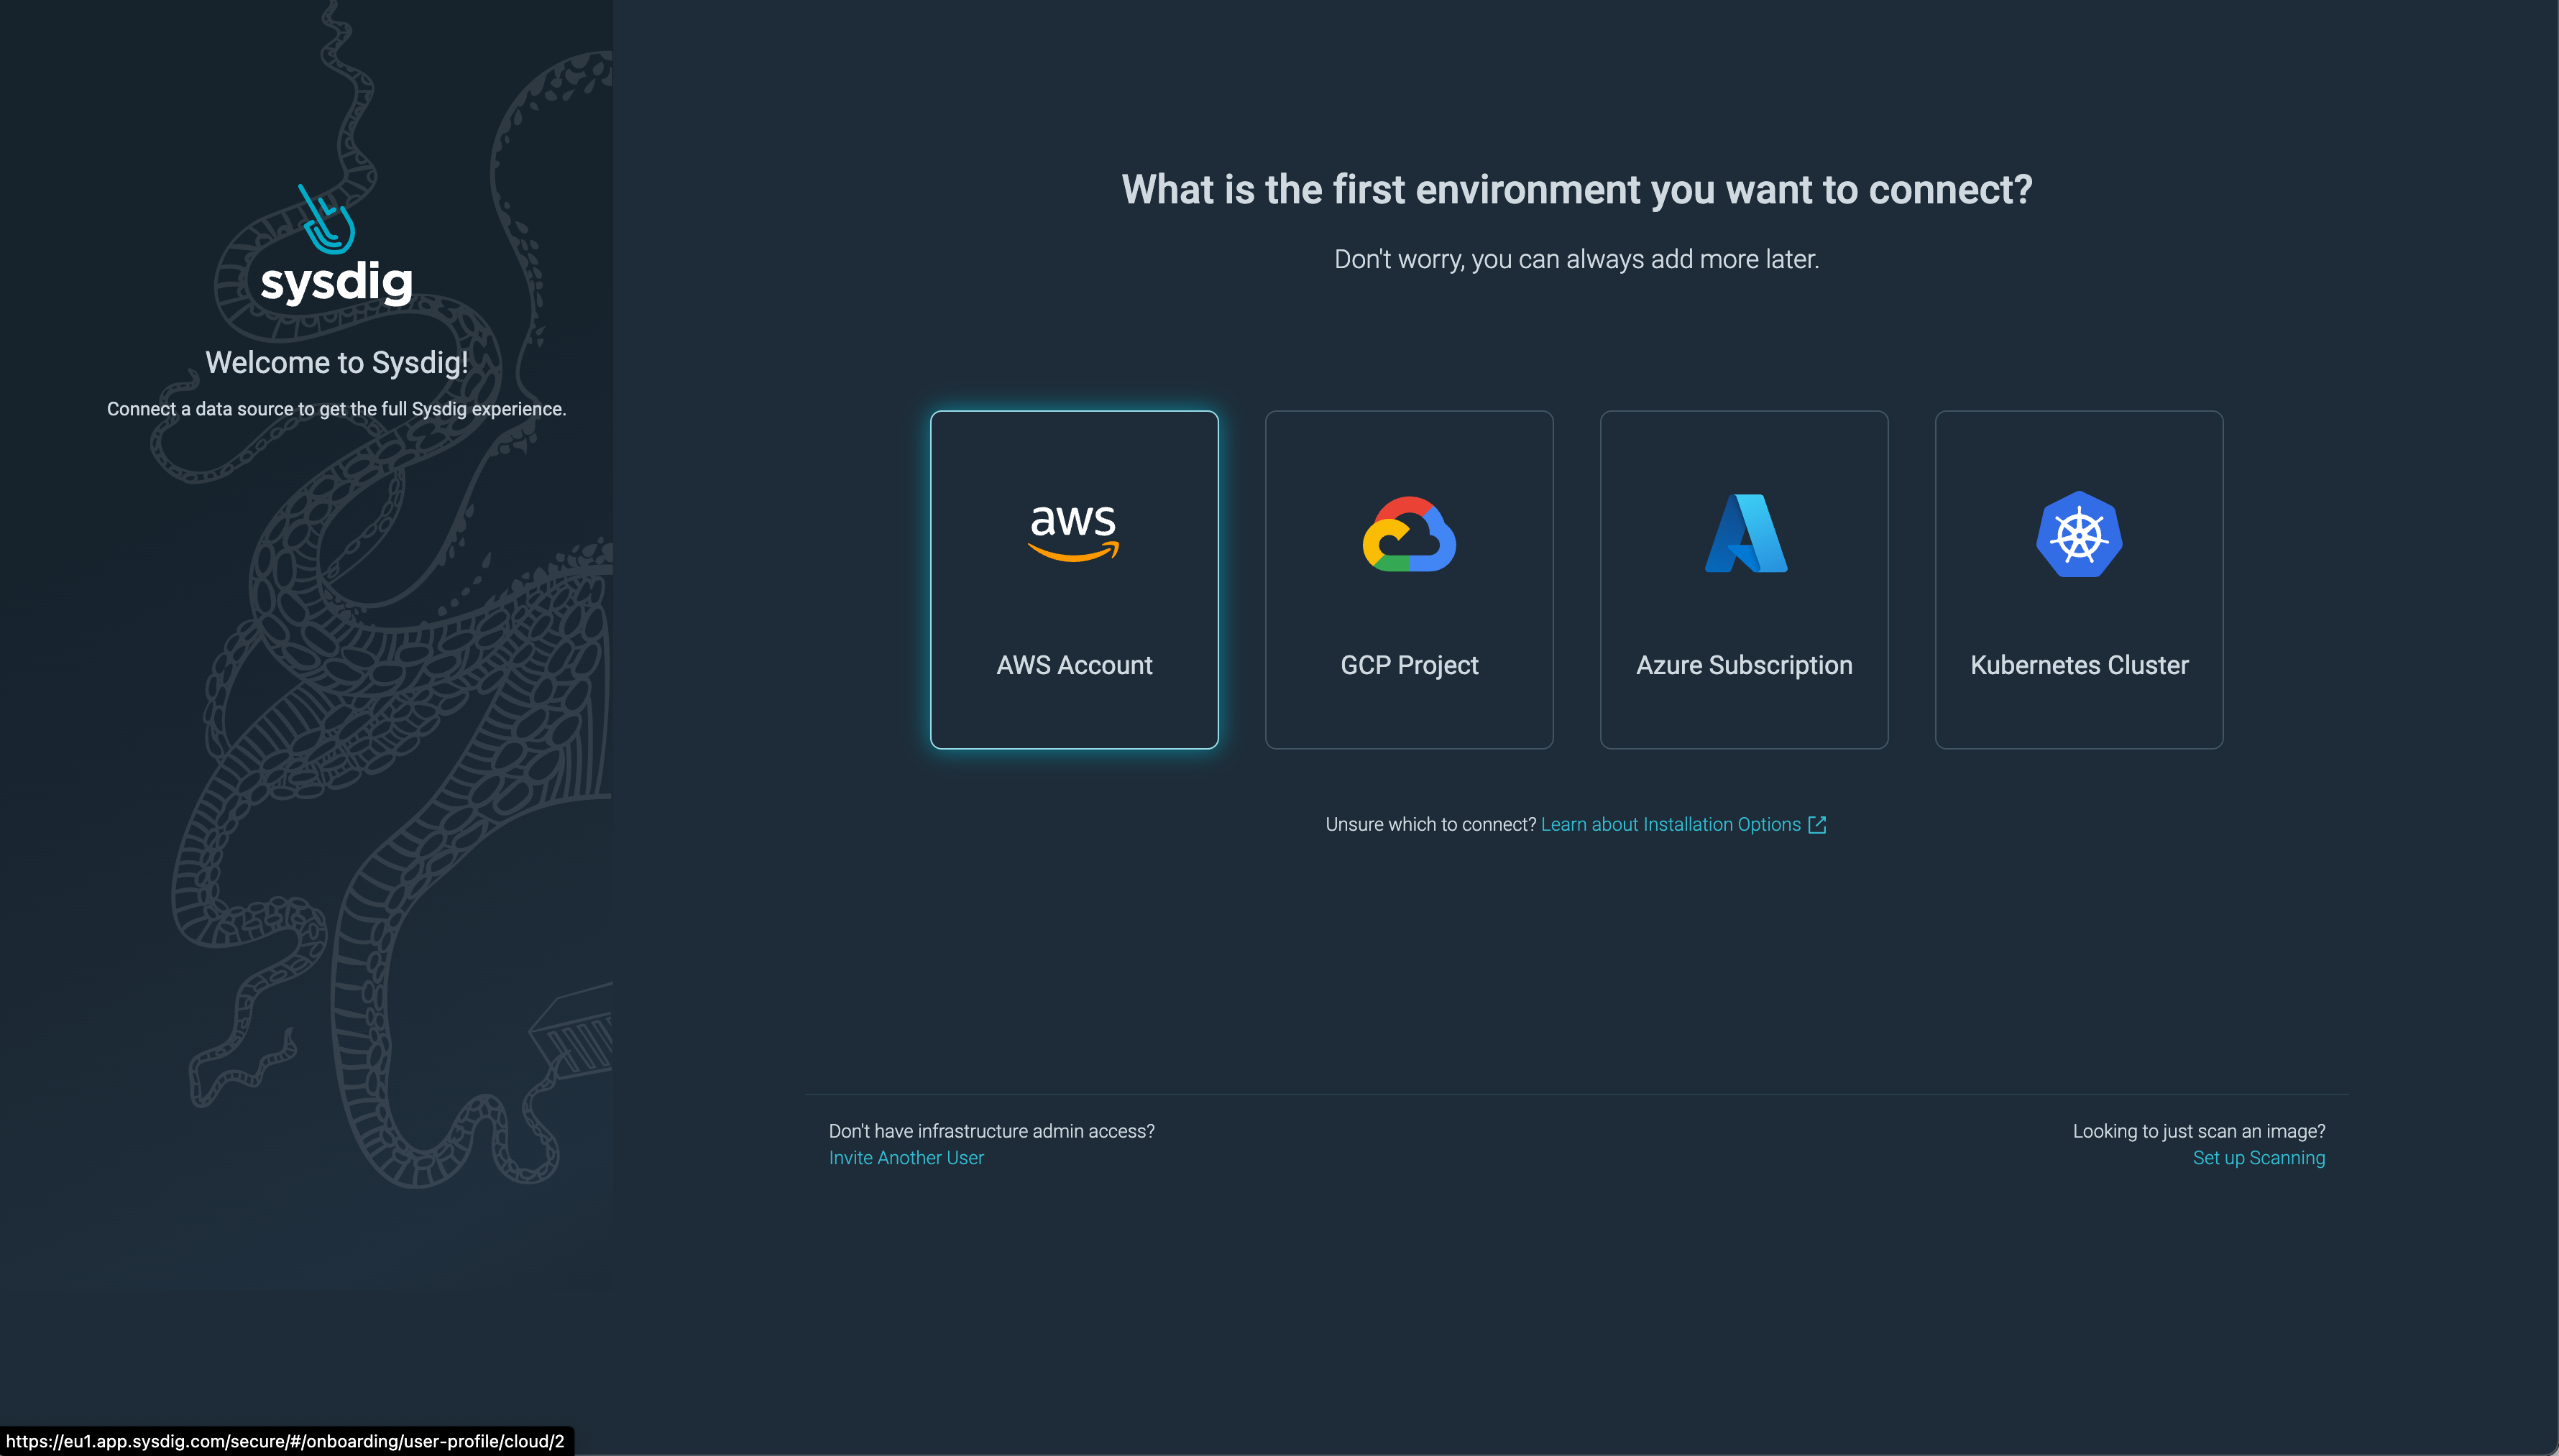 sysdig
Welcome to Sysdig!
Connect a data source to get the full Sysdig experience.
What is the first environment you want to connect?
Don't worry, you can always add more later.
aws
AWS Account
GCP Project
Azure Subscription
Kubernetes Cluster
Unsure which to connect? Learn about Installation Options
Don't have infrastructure admin access?
Invite Another User
Looking to just scan an image?
Set up Scanning
https://eu1.app.sysdig.com/secure/#/onboarding/user-profile/cloud/2